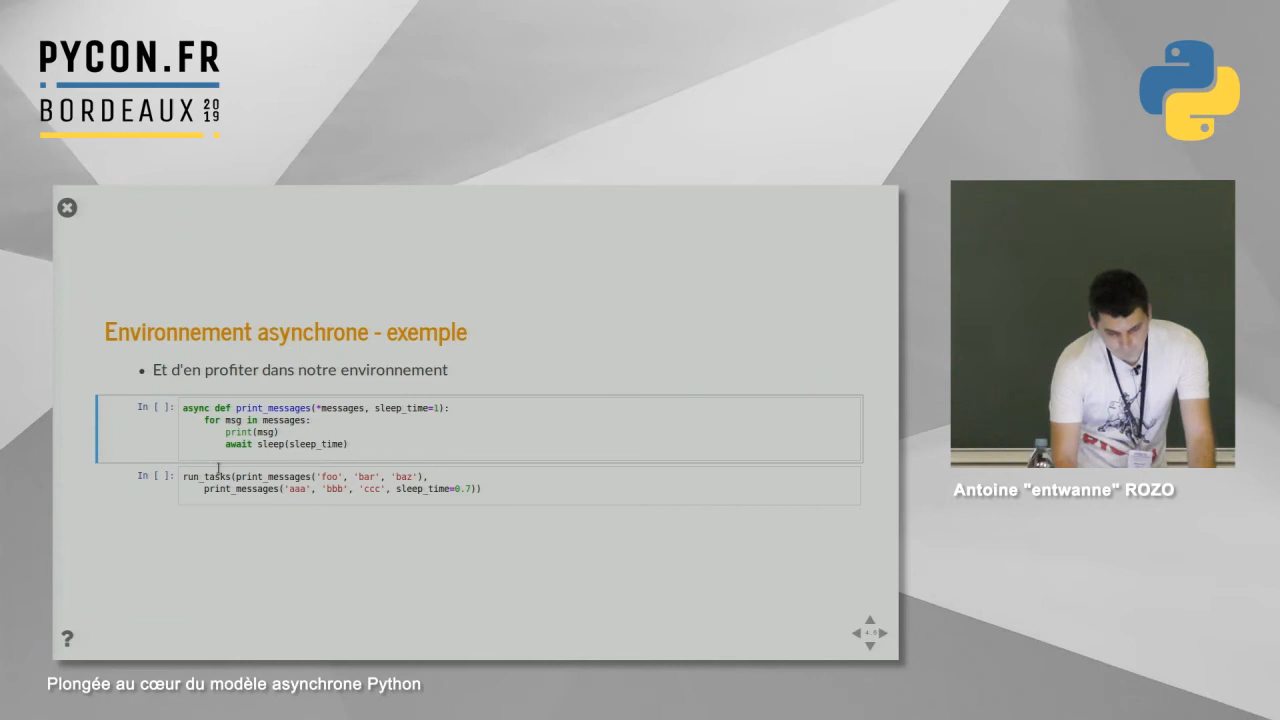 PYCON.FR
BORDEAUX 2019
Environnement asynchrone - exemple
• Et d'en profiter dans notre environnement
In [ ]: async def print_messages(*messages, sleep_time=1):
for msg in messages:
print(msg)
await sleep(sleep_time)
In [ ]: run_tasks(print_messages('foo', 'bar', 'baz'),
print_messages('aaa', 'bbb', 'ccc', sleep_time=0.7))
?
Antoine "entwanne" ROZO
Plongée au cœur du modèle asynchrone Python